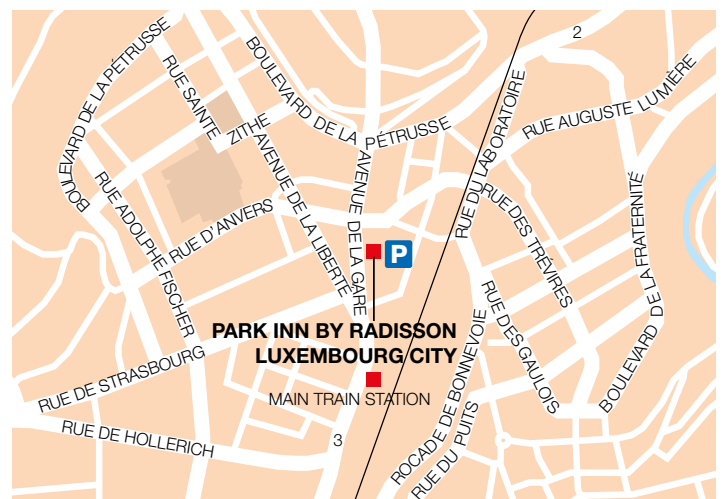 2
BOULEVARD DE LA PÉTRUSSE
BOULEVARD DE LA PÉTRUSSE
RUE SAINTE
ZITHE
RUE DU LABORATOIRE
RUE AUGUSTE LUMIÈRE
AVENUE DE LA LIBERTÉ
AVENUE DE LA GARE
RUE ADOLPHE FISCHER
RUE D'ANVERS
RUE DES TRÉVIRES
BOULEVARD DE LA FRATERNITÉ
P
RUE DES GAULOIS
PARK INN BY RADISSON
LUXEMBOURG CITY
RUE DE STRASBOURG
MAIN TRAIN STATION
ROCADE DE BONNEVOIE
RUE DU PUITS
RUE DE HOLLERICH
3